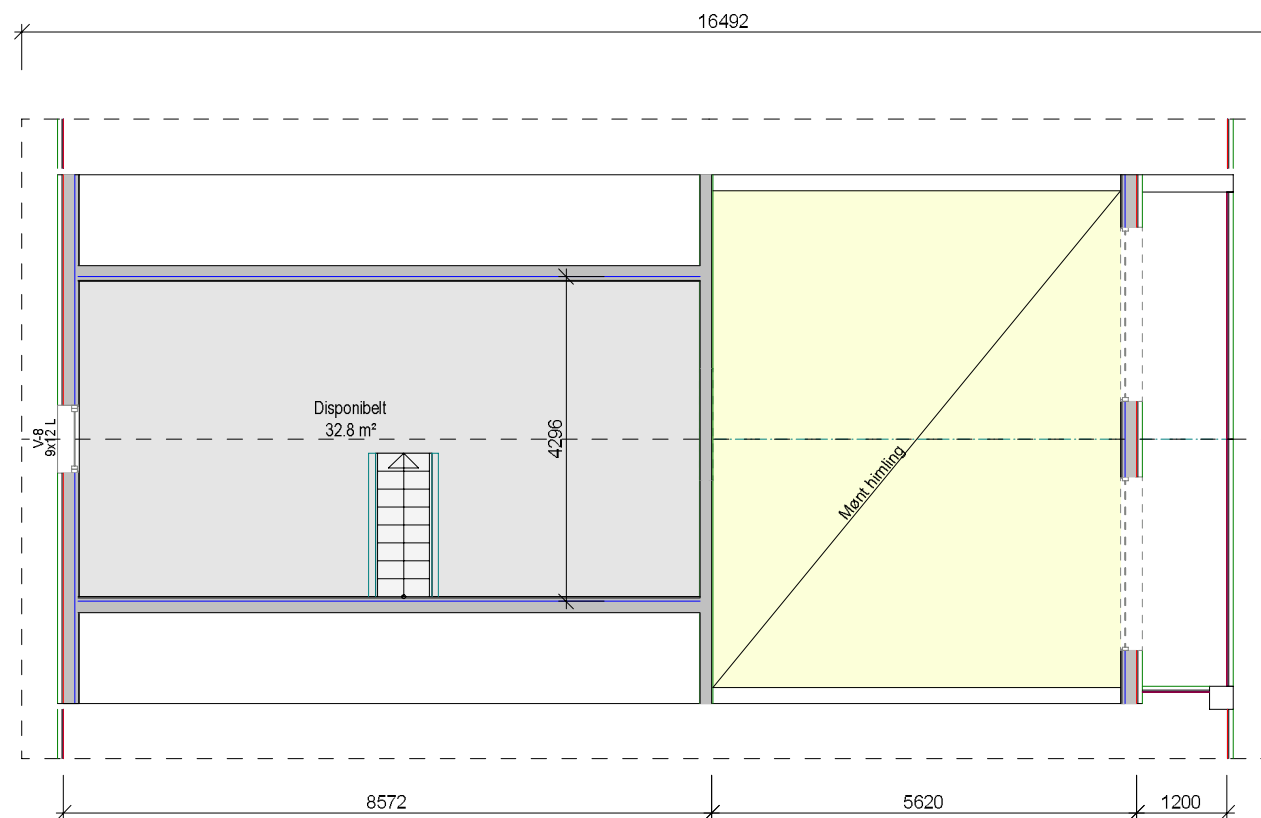 16492
Disponibelt
32.8 m²
V-8
9x12 L
4296
Mønt himling
8572
5620
1200